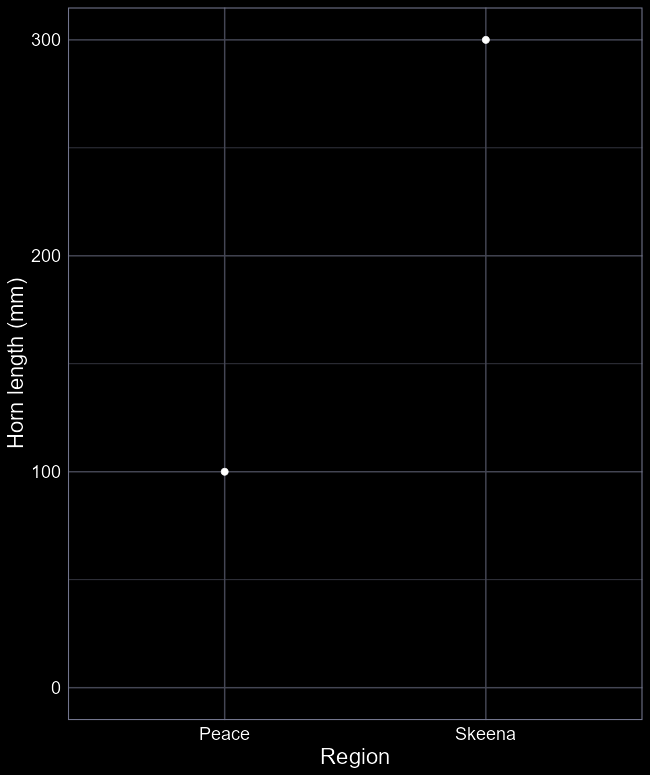 Horn length (mm)
300
200
100
0
Peace
Skeena
Region